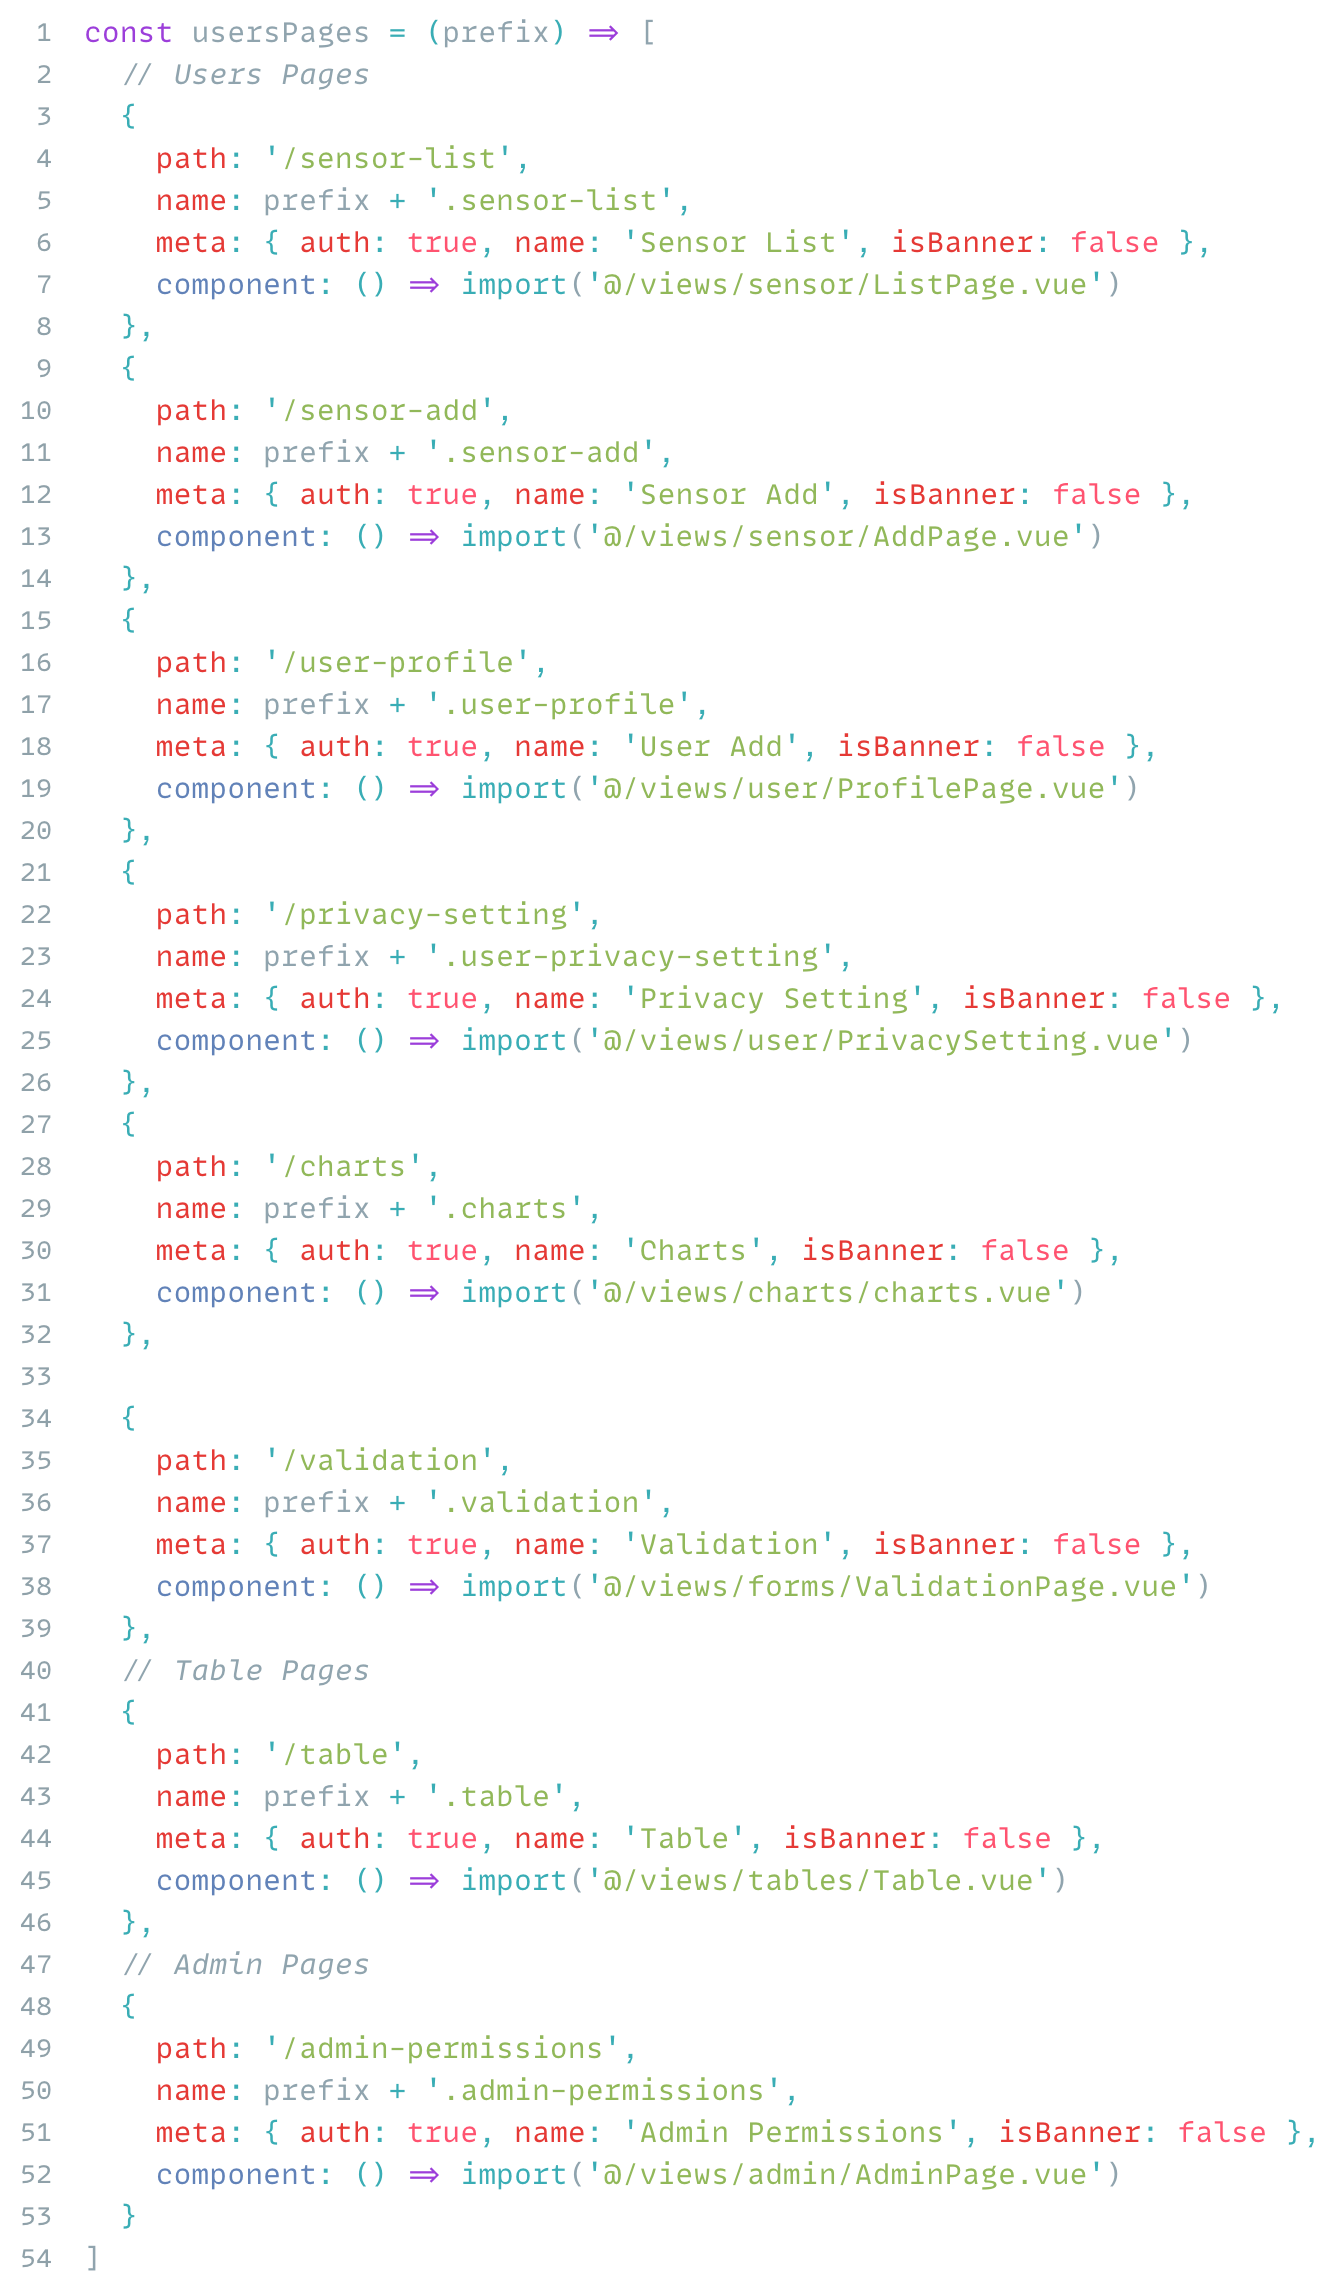 1 const usersPages = (prefix) => [
2 // Users Pages
3 {
4 path: '/sensor-list',
5 name: prefix + '.sensor-list',
6 meta: { auth: true, name: 'Sensor List', isBanner: false },
7 component: () => import('@/views/sensor/ListPage.vue')
8 },
9 {
10 path: '/sensor-add',
11 name: prefix + '.sensor-add',
12 meta: { auth: true, name: 'Sensor Add', isBanner: false },
13 component: () => import('@/views/sensor/AddPage.vue')
14 },
15 {
16 path: '/user-profile',
17 name: prefix + '.user-profile',
18 meta: { auth: true, name: 'User Add', isBanner: false },
19 component: () => import('@/views/user/ProfilePage.vue')
20 },
21 {
22 path: '/privacy-setting',
23 name: prefix + '.user-privacy-setting',
24 meta: { auth: true, name: 'Privacy Setting', isBanner: false },
25 component: () => import('@/views/user/PrivacySetting.vue')
26 },
27 {
28 path: '/charts',
29 name: prefix + '.charts',
30 meta: { auth: true, name: 'Charts', isBanner: false },
31 component: () => import('@/views/charts/charts.vue')
32 },
33
34 {
35 path: '/validation',
36 name: prefix + '.validation',
37 meta: { auth: true, name: 'Validation', isBanner: false },
38 component: () => import('@/views/forms/ValidationPage.vue')
39 },
40 // Table Pages
41 {
42 path: '/table',
43 name: prefix + '.table',
44 meta: { auth: true, name: 'Table', isBanner: false },
45 component: () => import('@/views/tables/Table.vue')
46 },
47 // Admin Pages
48 {
49 path: '/admin-permissions',
50 name: prefix + '.admin-permissions',
51 meta: { auth: true, name: 'Admin Permissions', isBanner: false },
52 component: () => import('@/views/admin/AdminPage.vue')
53 }
54 ]